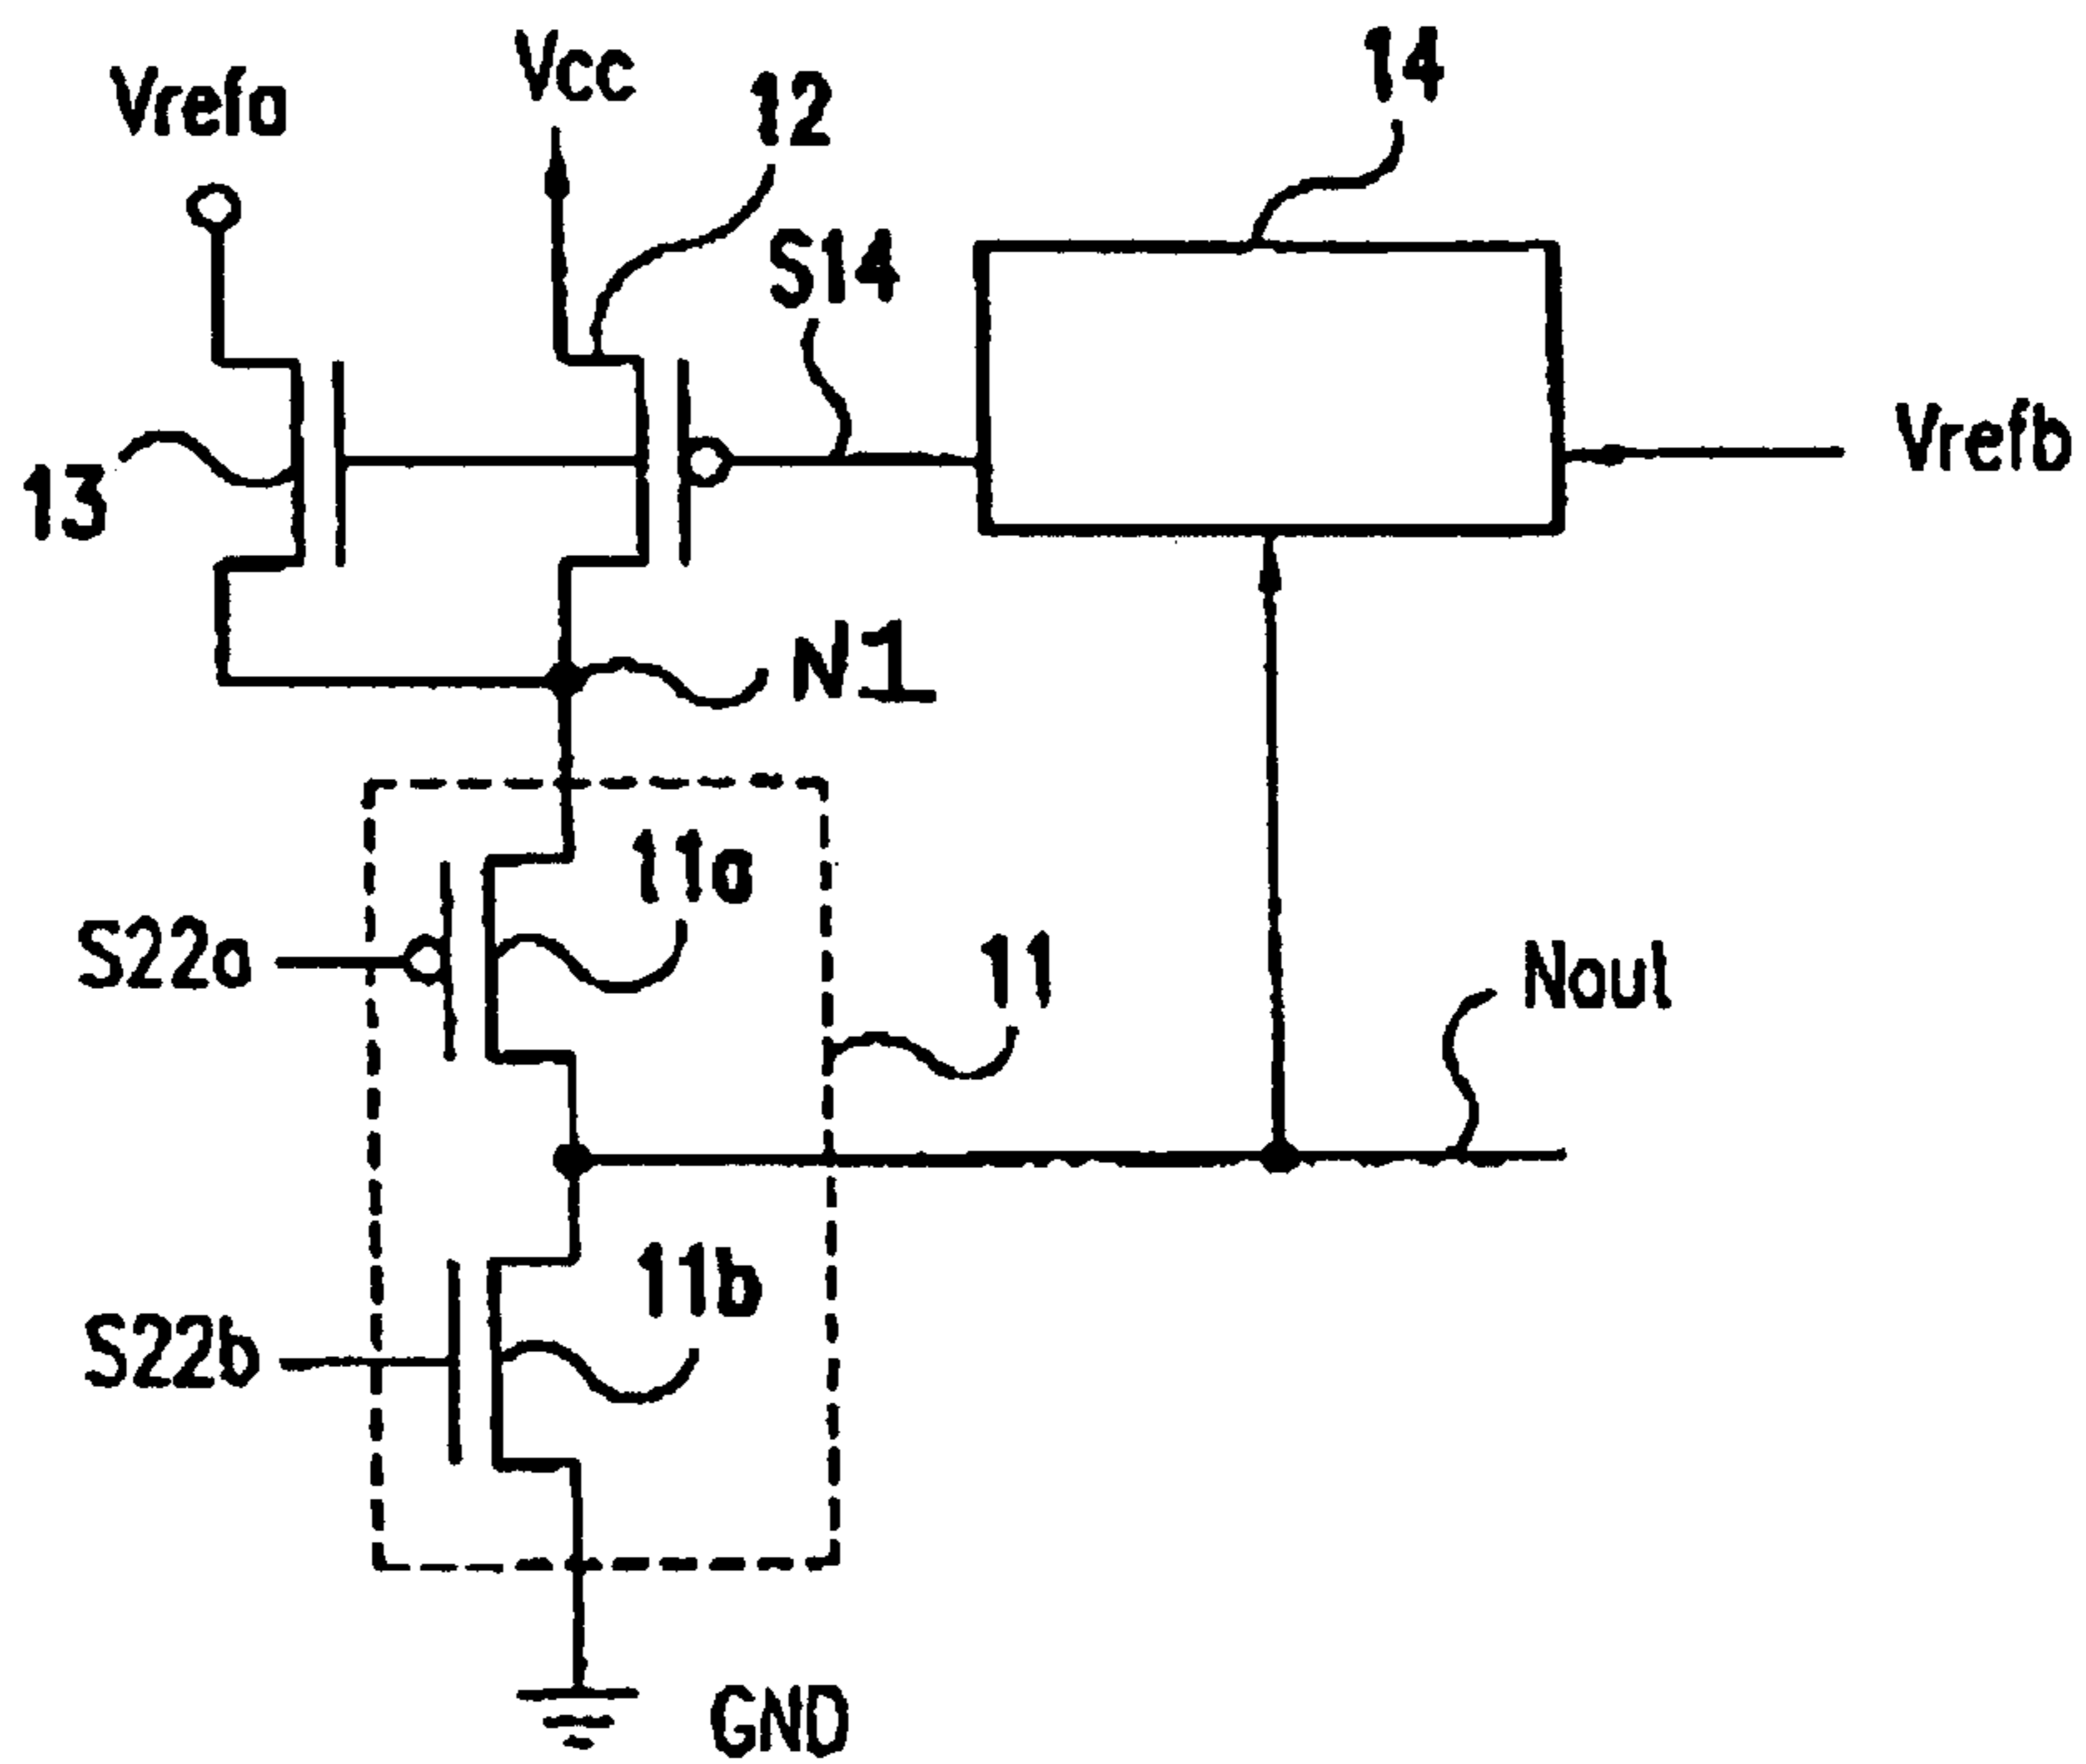 Vrefa
Vcc
12
14
S14
Vrefb
13
N1
11a
S22a
11
Nout
11b
S22b
GND